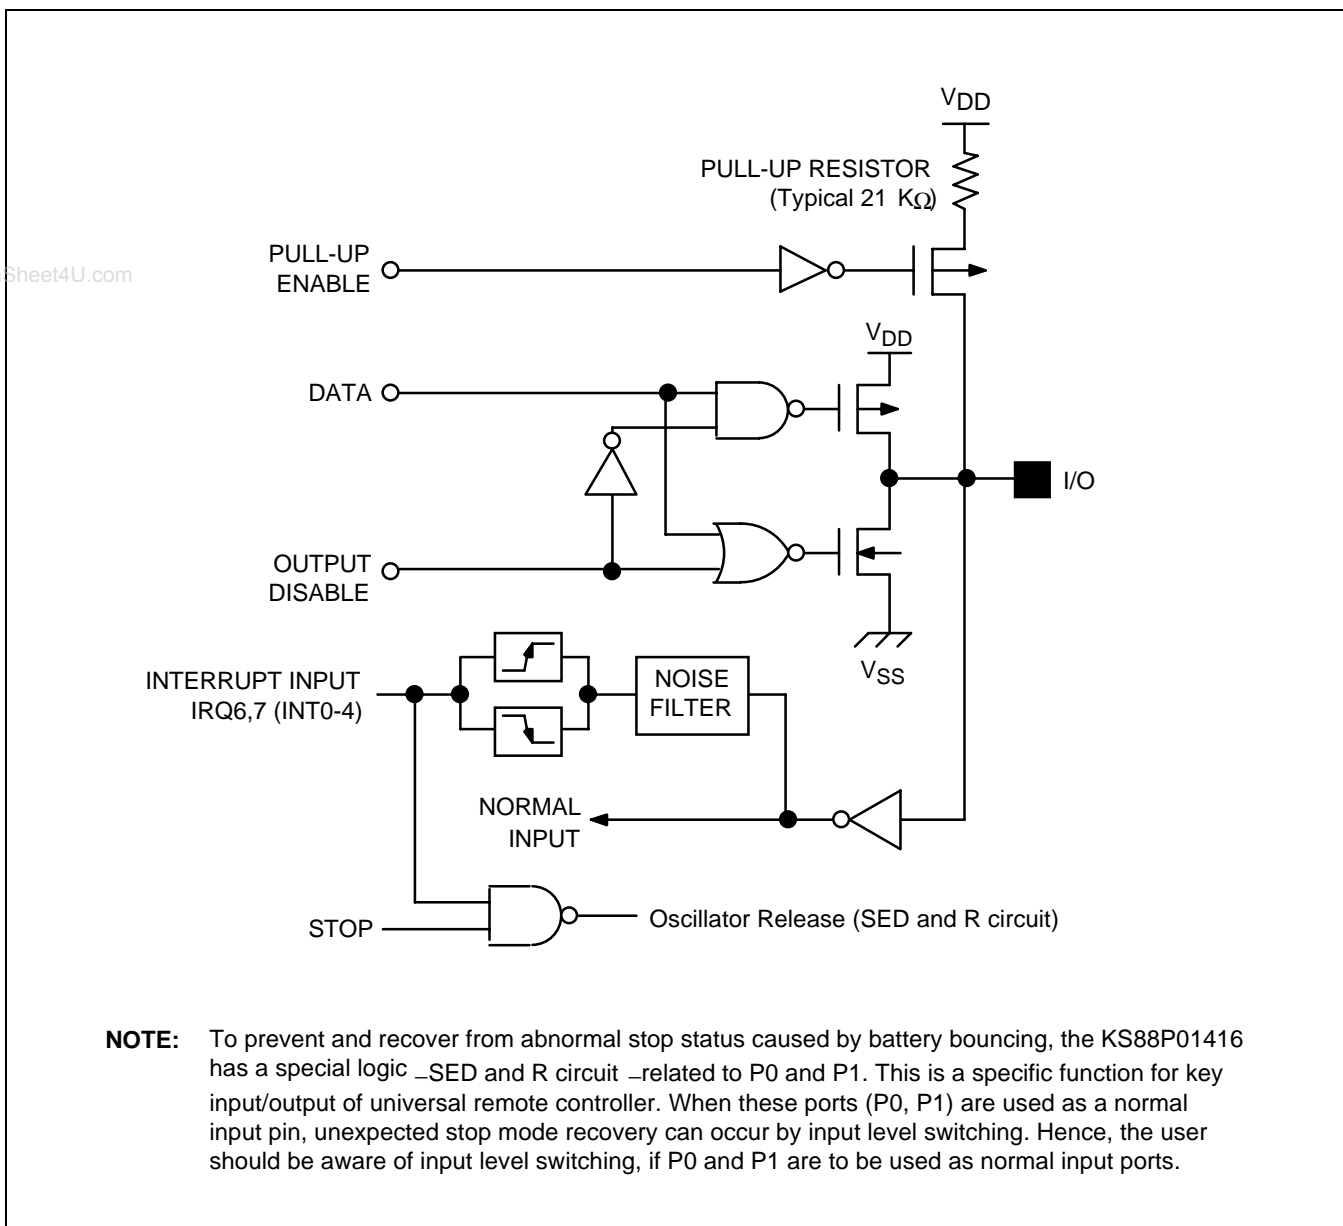 VDD
PULL-UP RESISTOR
(Typical 21 KΩ)
PULL-UP
ENABLE
Sheet4U.com
VDD
DATA
I/O
OUTPUT
DISABLE
VSS
INTERRUPT INPUT
IRQ6,7 (INT0-4)
NOISE
FILTER
NORMAL
INPUT
STOP
Oscillator Release (SED and R circuit)
NOTE: To prevent and recover from abnormal stop status caused by battery bouncing, the KS88P01416
has a special logic –SED and R circuit –related to P0 and P1. This is a specific function for key
input/output of universal remote controller. When these ports (P0, P1) are used as a normal
input pin, unexpected stop mode recovery can occur by input level switching. Hence, the user
should be aware of input level switching, if P0 and P1 are to be used as normal input ports.